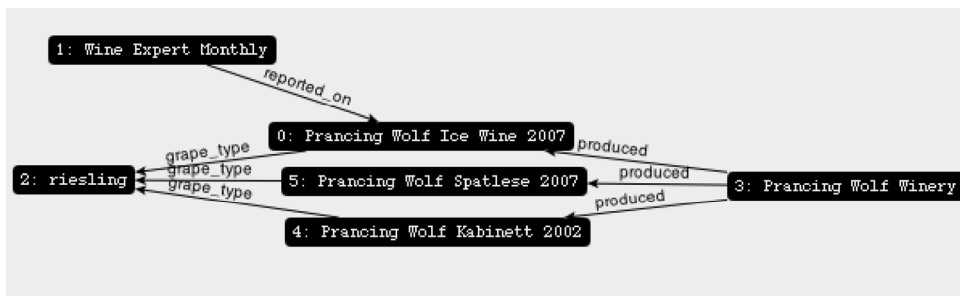 1: Wine Expert Monthly
reported_on
0: Prancing Wolf Ice Wine 2007
produced
grape_type
2: riesling
grape_type
5: Prancing Wolf Spatlese 2007
produced
3: Prancing Wolf Winery
grape_type
produced
4: Prancing Wolf Kabinett 2002